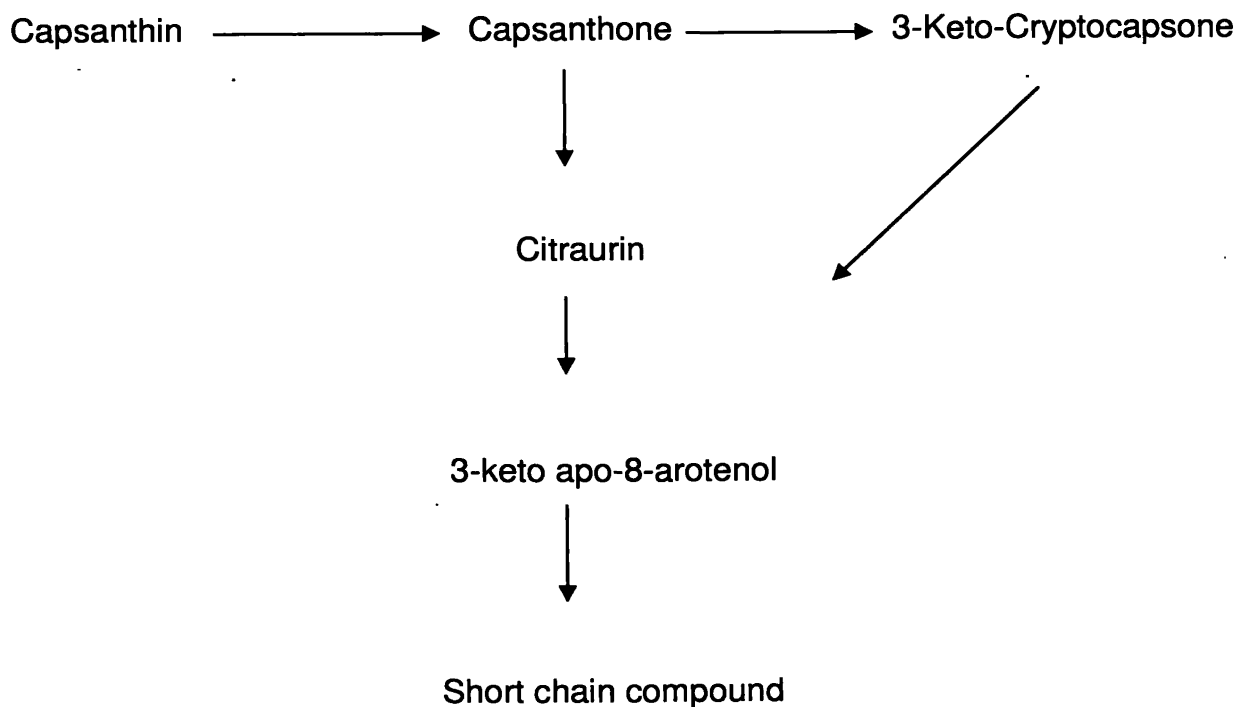 Capsanthin Capsanthone 3-Keto-Cryptocapsone
Citraurin
3-keto apo-8-arotenol
Short chain compound